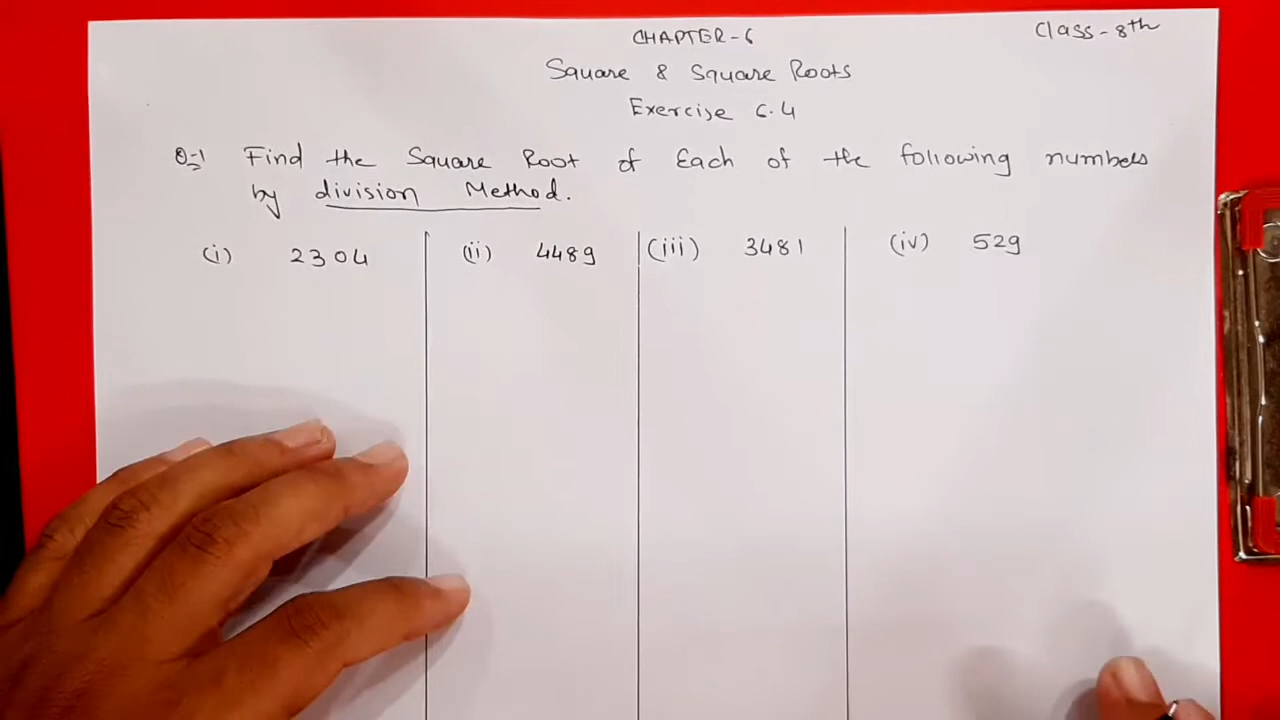 CHAPTER-6
Class-8th
Square & Square Roots
Exercise 6.4
Q-1 Find the Square Root of Each of the following numbers
by division Method.
(i) 2304 (ii) 4489 (iii) 3481 (iv) 529